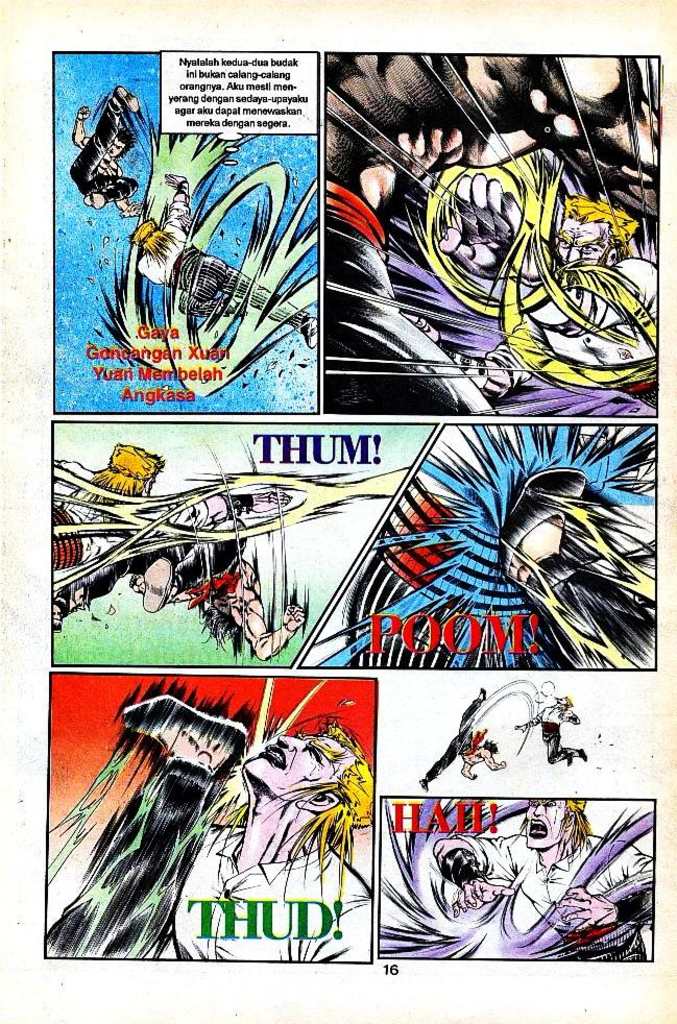 Nyatalah kedua-dua budak
ini bukan calang-calang
orangnya. Aku mesti men-
yerang dengan sedaya-upayaku
agar aku dapat menewaskan
mereka dengan segera.
Gaya
Goncangan Xuan
Yuan Membelah
Angkasa
THUM!
POOM!
THUD!
HAH!
16